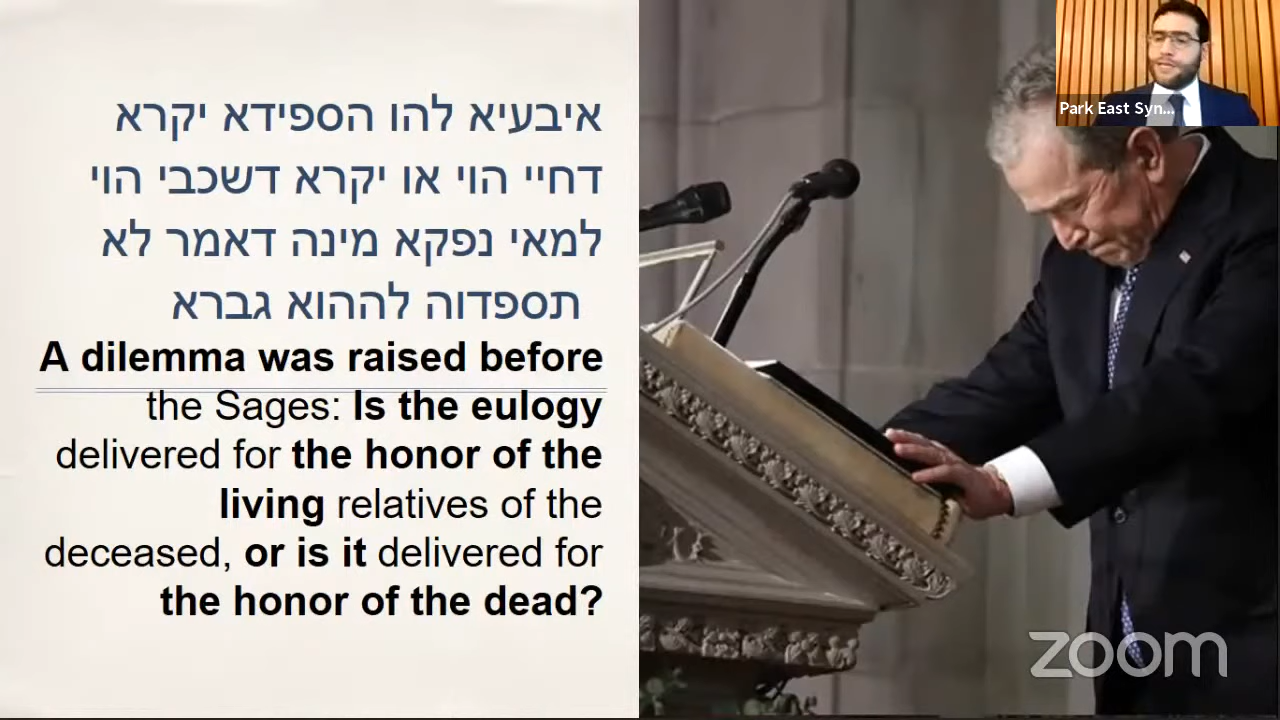 איבעיא להו הספידא יקרא
דחיי הוי או יקרא דשכבי הוי
למאי נפקא מינה דאמר לא
תספדוה לההוא גברא
A dilemma was raised before
the Sages: Is the eulogy
delivered for the honor of the
living relatives of the
deceased, or is it delivered for
the honor of the dead?
Park East Syn...
zoom